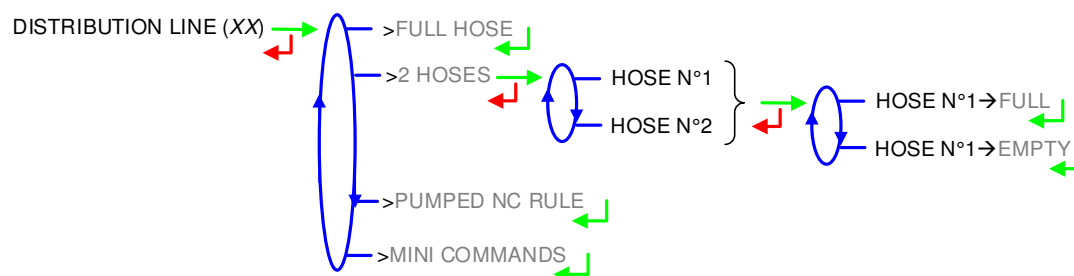 DISTRIBUTION LINE (XX)
>FULL HOSE
>2 HOSES
HOSE N°1
HOSE N°2
HOSE N°1→FULL
HOSE N°1→EMPTY
>PUMPED NC RULE
>MINI COMMANDS